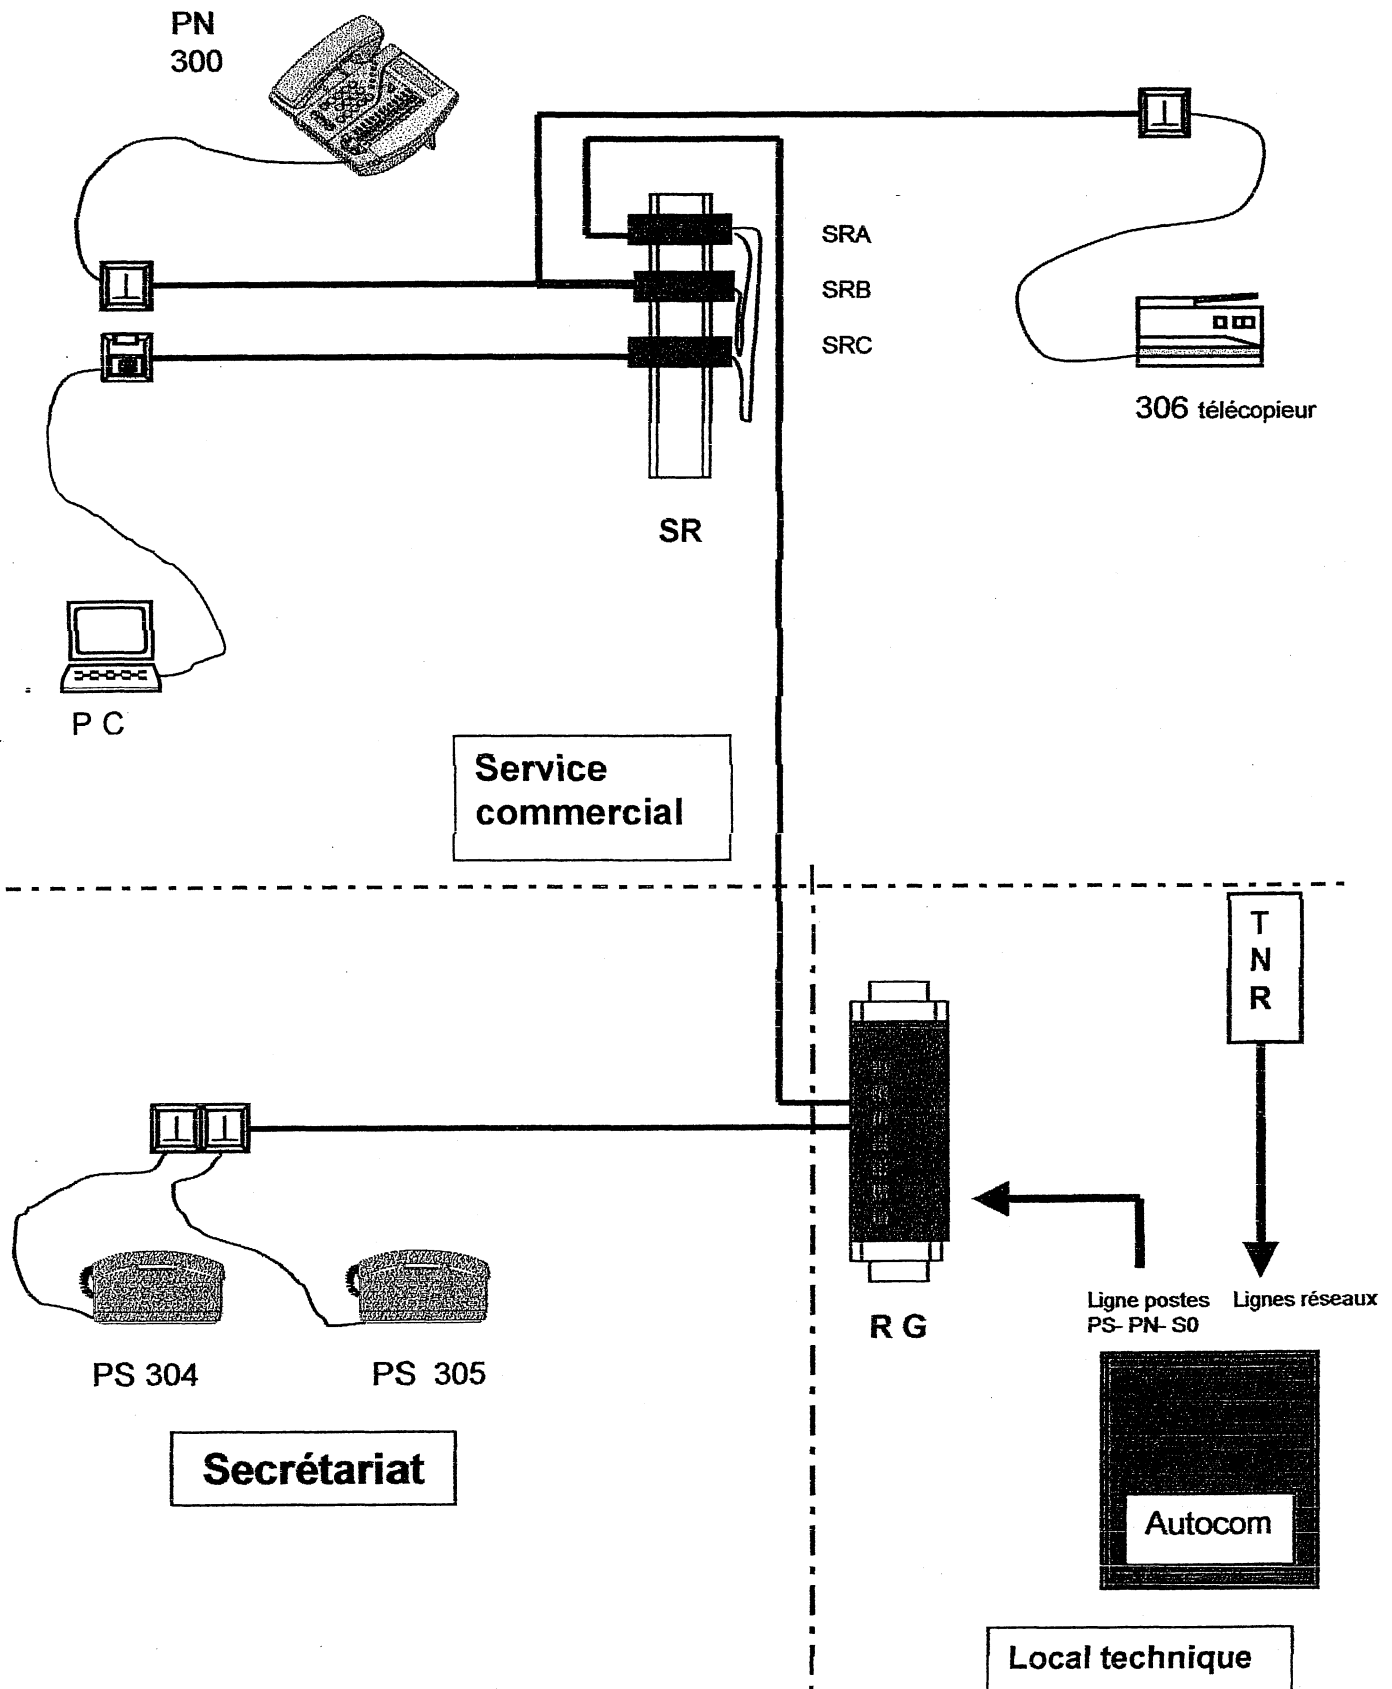 PN
300
SRA
SRB
SRC
306 télécopieur
SR
P C
Service
commercial
T
N
R
Ligne postes
PS- PN- S0
Lignes réseaux
R G
PS 304
PS 305
Secrétariat
Autocom
Local technique